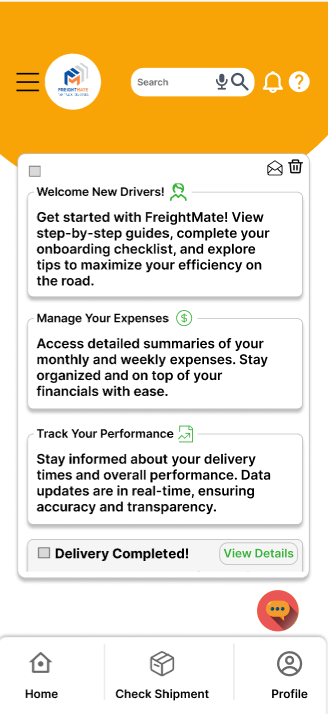 FREIGHTMATE
Search
?
Welcome New Drivers!
Get started with FreightMate! View
step-by-step guides, complete your
onboarding checklist, and explore
tips to maximize your efficiency on
the road.
Manage Your Expenses $
Access detailed summaries of your
monthly and weekly expenses. Stay
organized and on top of your
financials with ease.
Track Your Performance
Stay informed about your delivery
times and overall performance. Data
updates are in real-time, ensuring
accuracy and transparency.
Delivery Completed! View Details
Home Check Shipment Profile